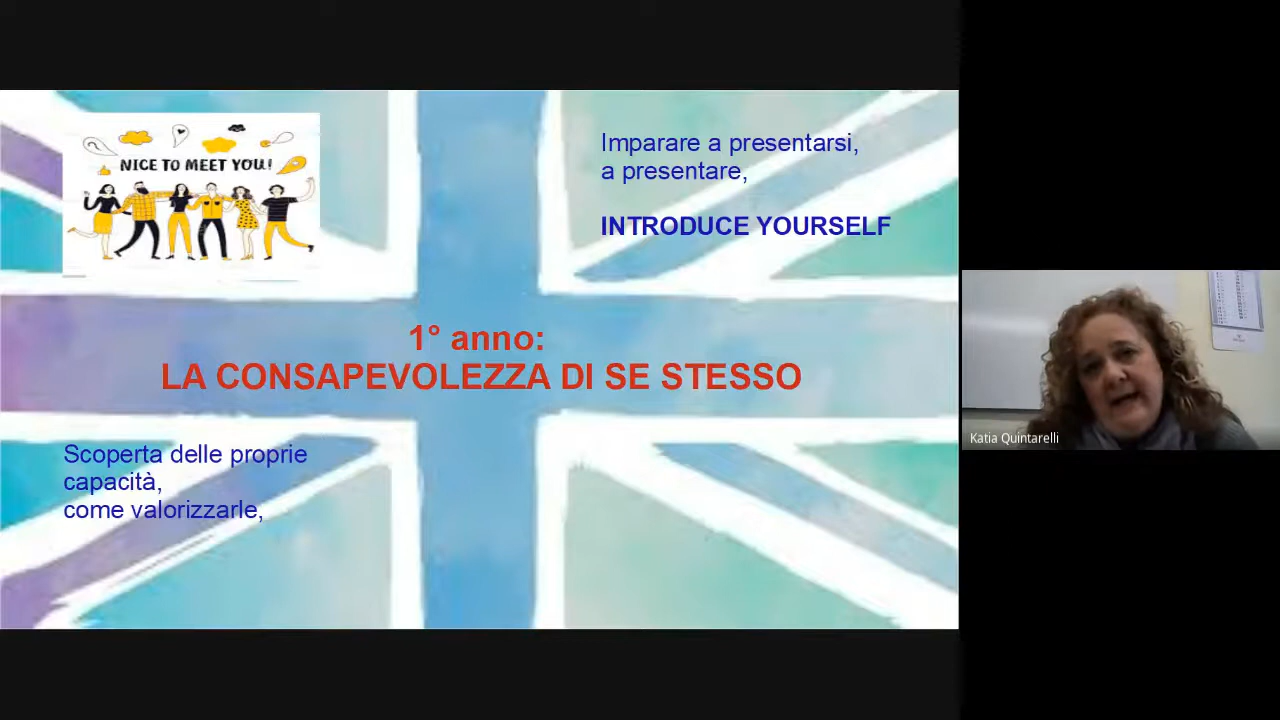 NICE TO MEET YOU!
Imparare a presentarsi,
a presentare,
INTRODUCE YOURSELF
1° anno:
LA CONSAPEVOLEZZA DI SE STESSO
Scoperta delle proprie
capacità,
come valorizzarle,
Katia Quintarelli